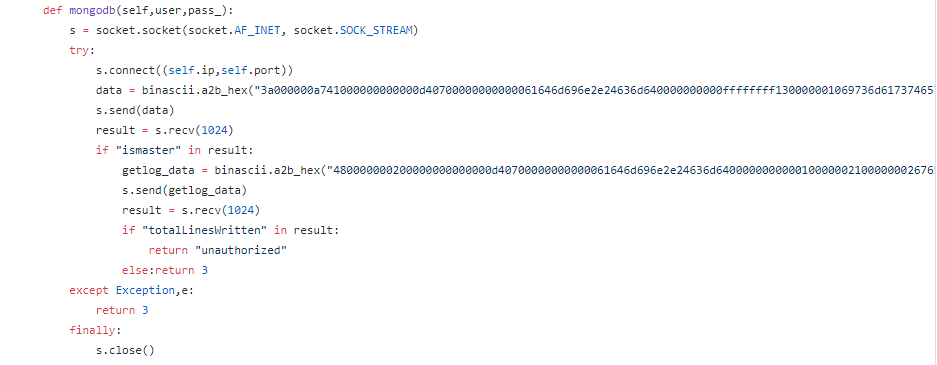 def mongodb(self,user,pass_):
s = socket.socket(socket.AF_INET, socket.SOCK_STREAM)
try:
s.connect((self.ip,self.port))
data = binascii.a2b_hex("3a000000a741000000000000d40700000000000061646d696e2e24636d640000000000ffffffff130000001069736d6173746657
s.send(data)
result = s.recv(1024)
if "ismaster" in result:
getlog_data = binascii.a2b_hex("480000000200000000000000d40700000000000061646d696e2e24636d6400000000000100000021000000026765
s.send(getlog_data)
result = s.recv(1024)
if "totalLinesWritten" in result:
return "unauthorized"
else:return 3
except Exception,e:
return 3
finally:
s.close()